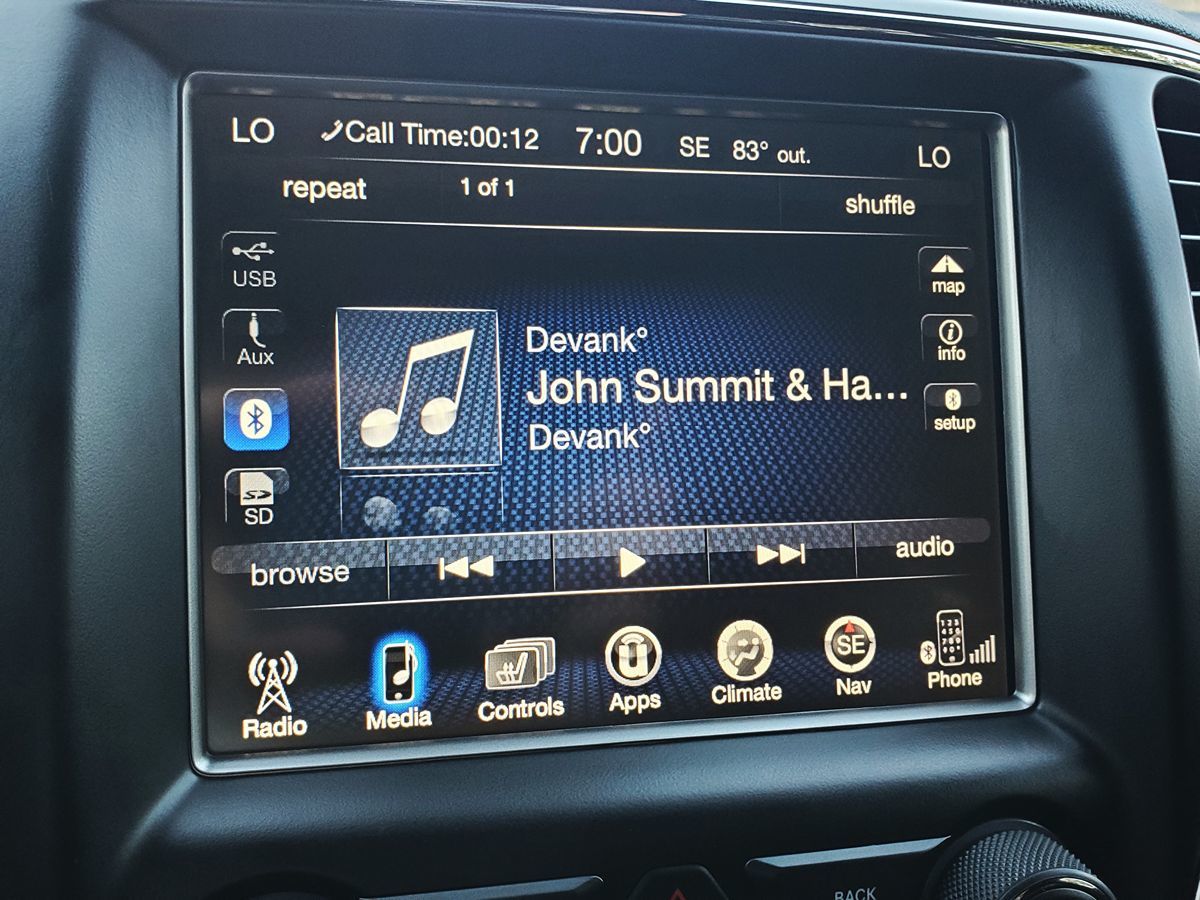 LO Call Time:00:12 7:00 SE 83° out. LO
repeat 1 of 1 shuffle
USB
map
Aux
info
setup
SD
Devank°
John Summit & Ha...
Devank°
browse audio
Radio Media Controls Apps Climate SE Nav Phone
BACK